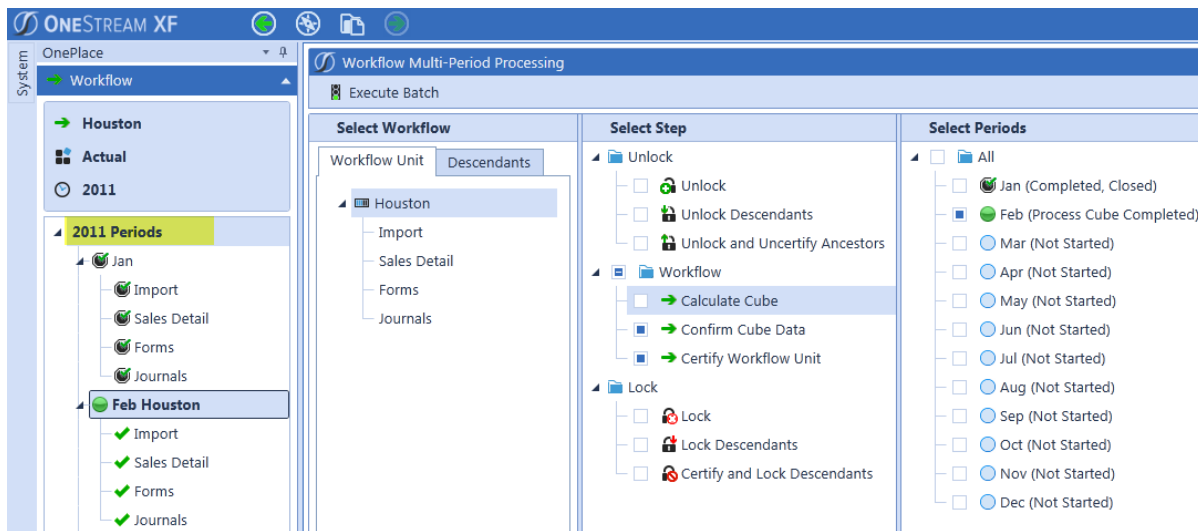 ONESTREAM XF
System
OnePlace
Workflow
Houston
Actual
2011
2011 Periods
Jan
Import
Sales Detail
Forms
Journals
Feb Houston
Import
Sales Detail
Forms
Journals
Workflow Multi-Period Processing
Execute Batch
Select Workflow
Workflow Unit Descendants
Houston
Import
Sales Detail
Forms
Journals
Select Step
Unlock
Unlock
Unlock Descendants
Unlock and Uncertify Ancestors
Workflow
Calculate Cube
Confirm Cube Data
Certify Workflow Unit
Lock
Lock
Lock Descendants
Certify and Lock Descendants
Select Periods
All
Jan (Completed, Closed)
Feb (Process Cube Completed)
Mar (Not Started)
Apr (Not Started)
May (Not Started)
Jun (Not Started)
Jul (Not Started)
Aug (Not Started)
Sep (Not Started)
Oct (Not Started)
Nov (Not Started)
Dec (Not Started)